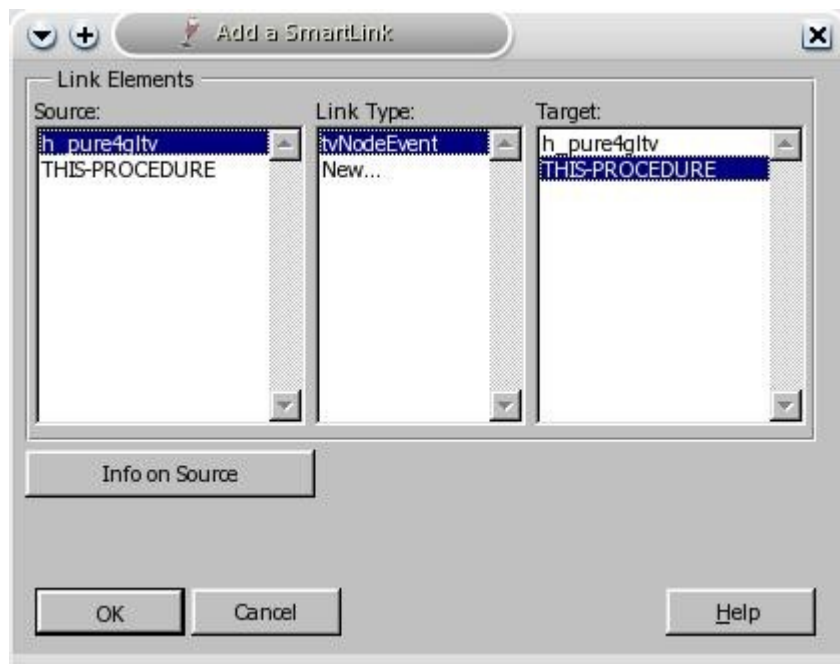 Add a SmartLink
Link Elements
Source: Link Type: Target:
h_pure4gltv tvNodeEvent h_pure4gltv
THIS-PROCEDURE New... THIS-PROCEDURE
Info on Source
OK Cancel Help